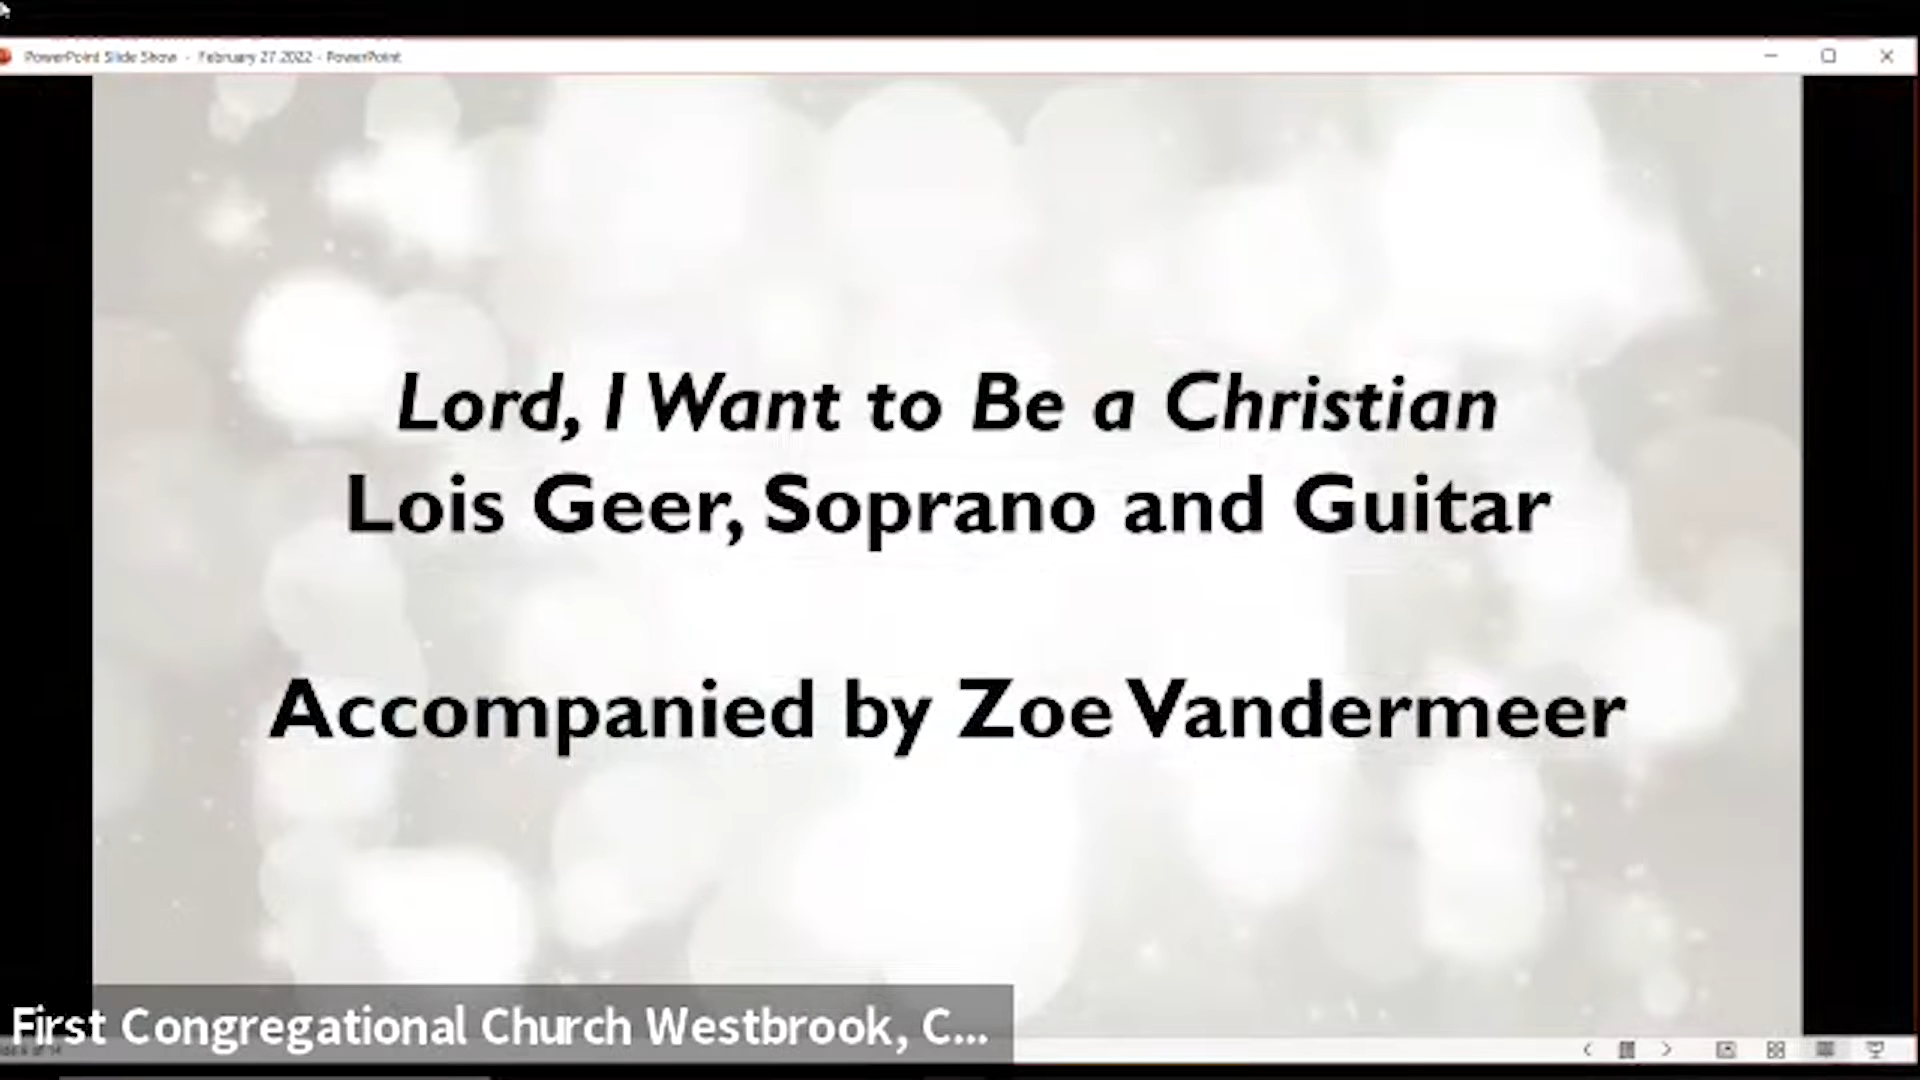 PowerPoint Slide Show - February 27 2022 - PowerPoint
Lord, I Want to Be a Christian
Lois Geer, Soprano and Guitar
Accompanied by Zoe Vandermeer
First Congregational Church Westbrook, C...